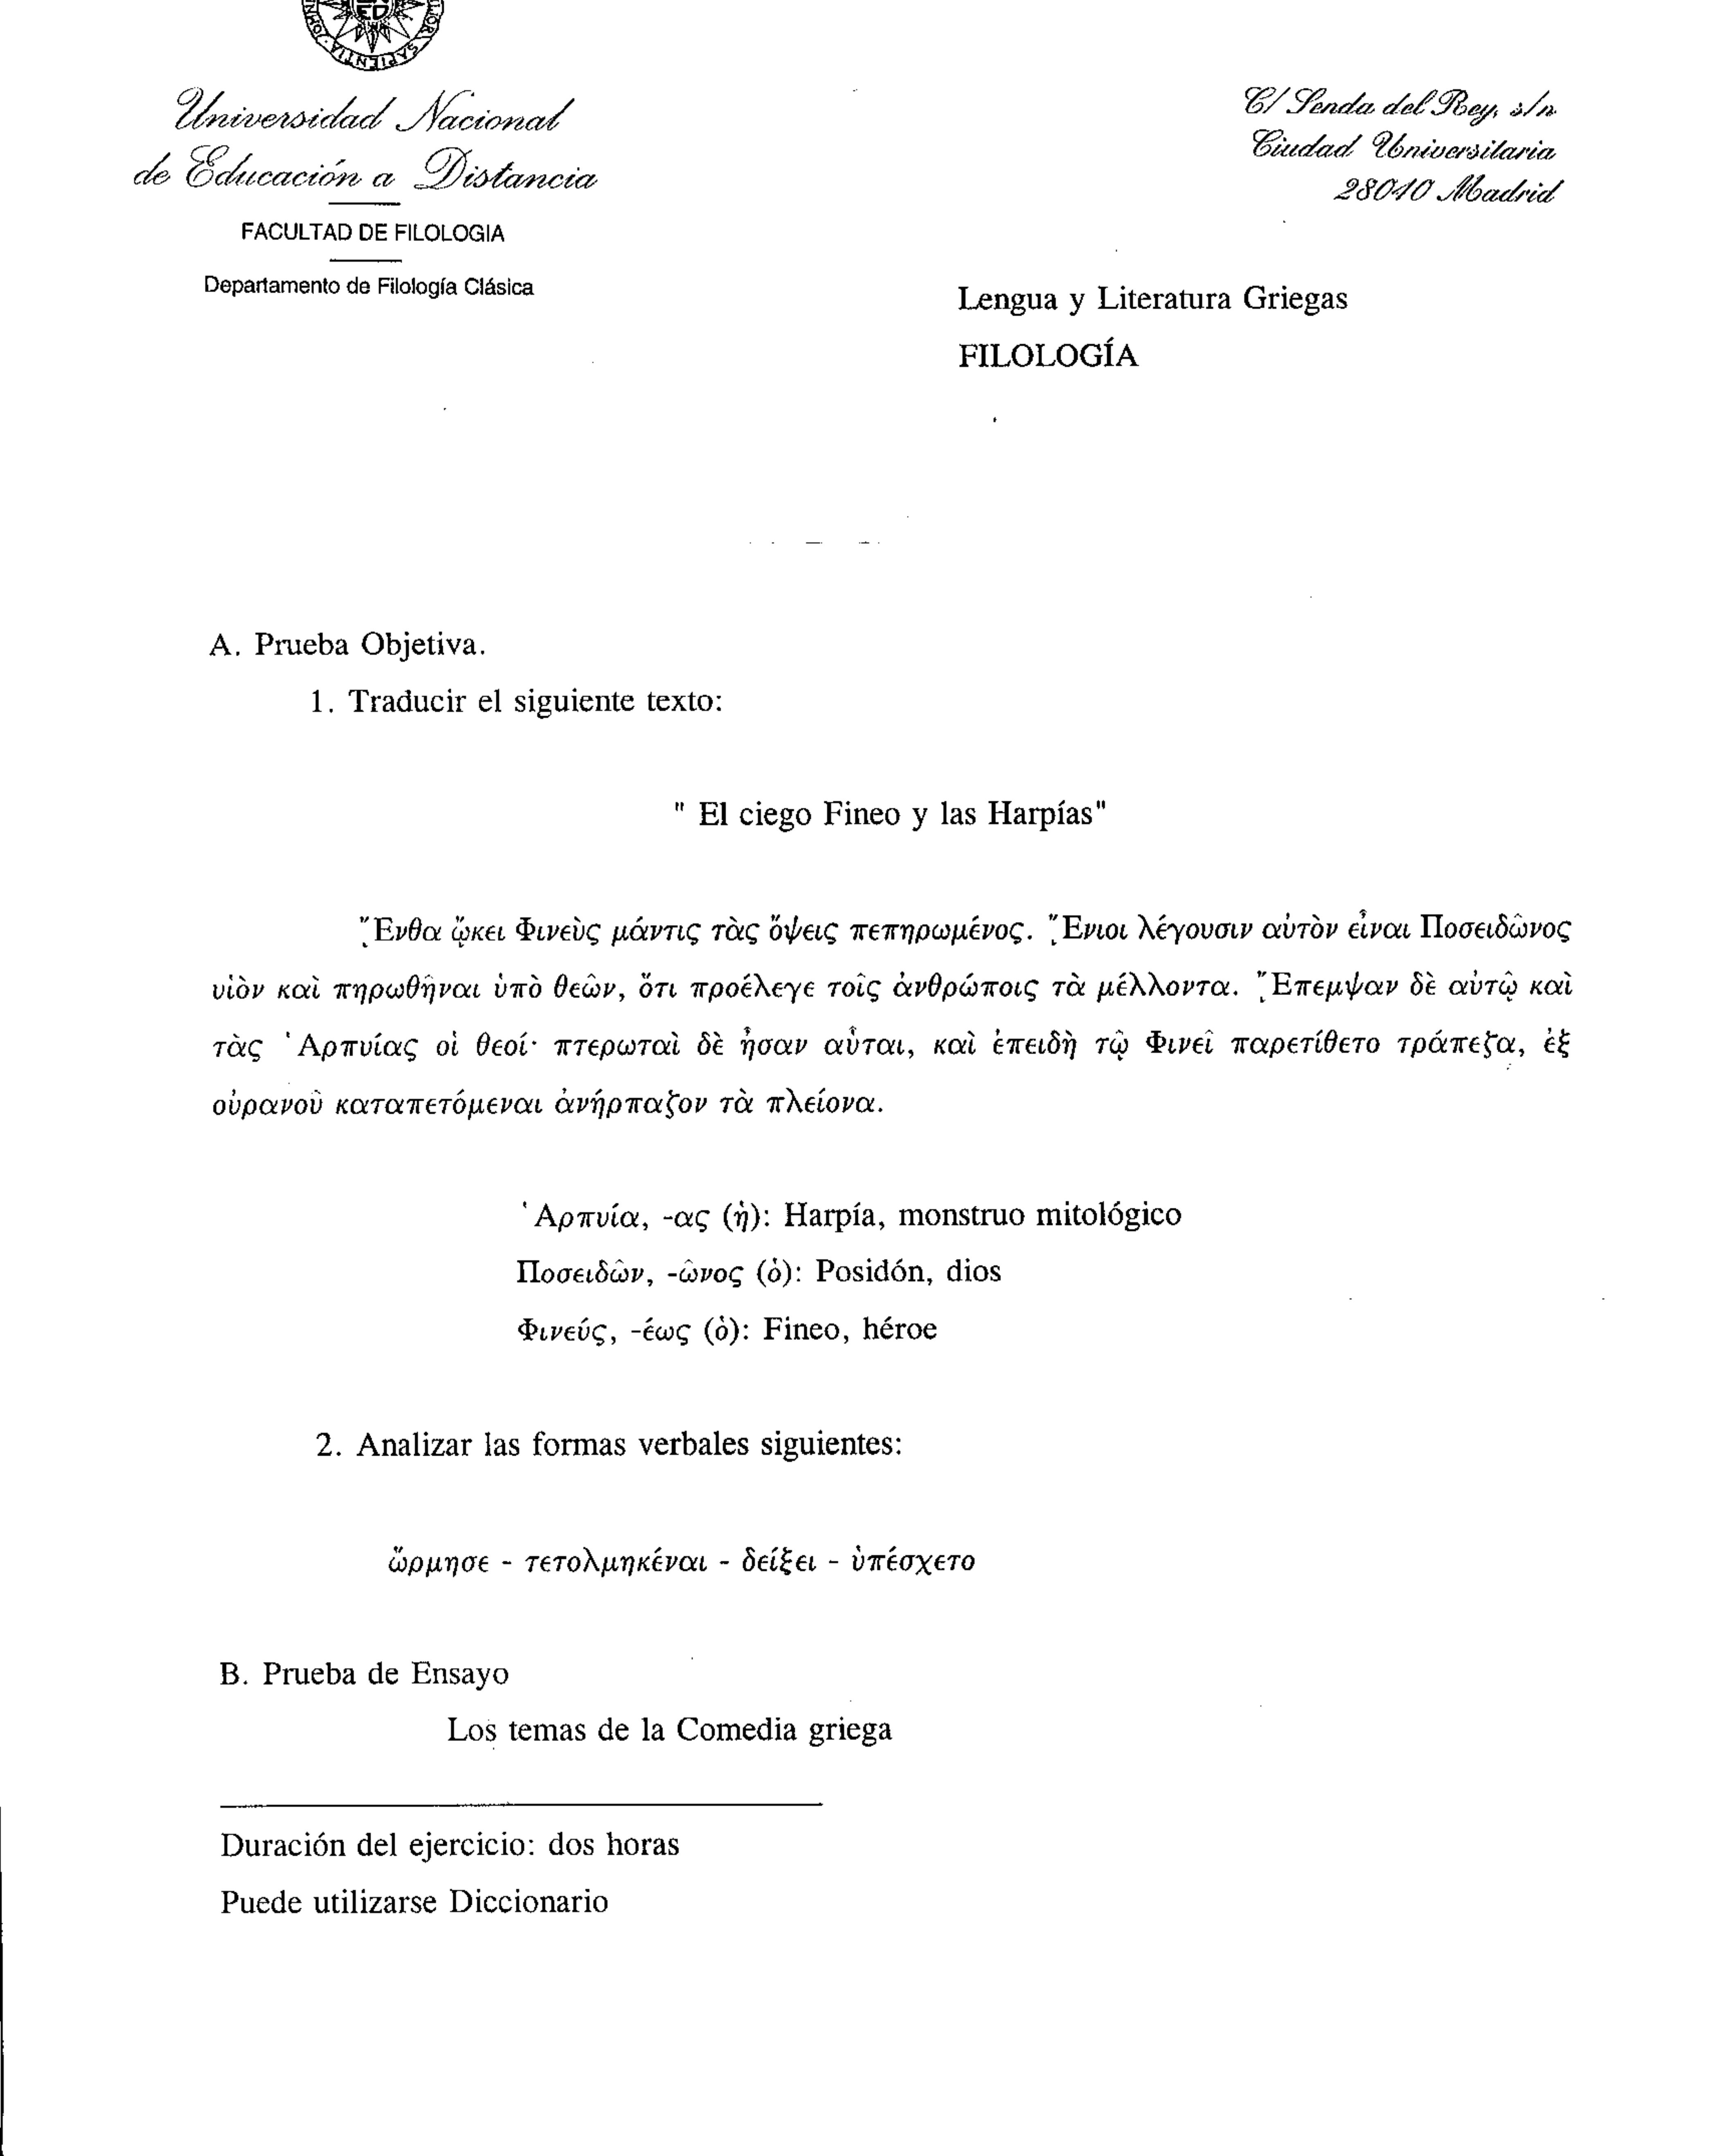 Universidad Nacional
de Educación a Distancia
FACULTAD DE FILOLOGIA
Departamento de Filología Clásica
C/ Senda del Rey, s/n
Ciudad Universitaria
28040 Madrid
Lengua y Literatura Griegas
FILOLOGÍA
A. Prueba Objetiva.
1. Traducir el siguiente texto:
" El ciego Fineo y las Harpías"
Ἔνθα ᾤκει Φινεὺς μάντις τὰς ὄψεις πεπηρωμένος. Ἔνιοι λέγουσιν αὐτὸν εἶναι Ποσειδῶνος
υἱὸν καὶ πηρωθῆναι ὑπὸ θεῶν, ὅτι προέλεγε τοῖς ἀνθρώποις τὰ μέλλοντα. Ἔπεμψαν δὲ αὐτῷ καὶ
τὰς Ἁρπυίας οἱ θεοί· πτερωταὶ δὲ ἦσαν αὗται, καὶ ἐπειδὴ τῷ Φινεῖ παρετίθετο τράπεζα, ἐξ
οὐρανοῦ καταπετόμεναι ἀνήρπαζον τὰ πλείονα.
Ἁρπυία, -ας (ἡ): Harpía, monstruo mitológico
Ποσειδῶν, -ῶνος (ὁ): Posidón, dios
Φινεύς, -έως (ὁ): Fineo, héroe
2. Analizar las formas verbales siguientes:
ὥρμησε - τετολμηκέναι - δείξει - ὑπέσχετο
B. Prueba de Ensayo
Los temas de la Comedia griega
Duración del ejercicio: dos horas
Puede utilizarse Diccionario